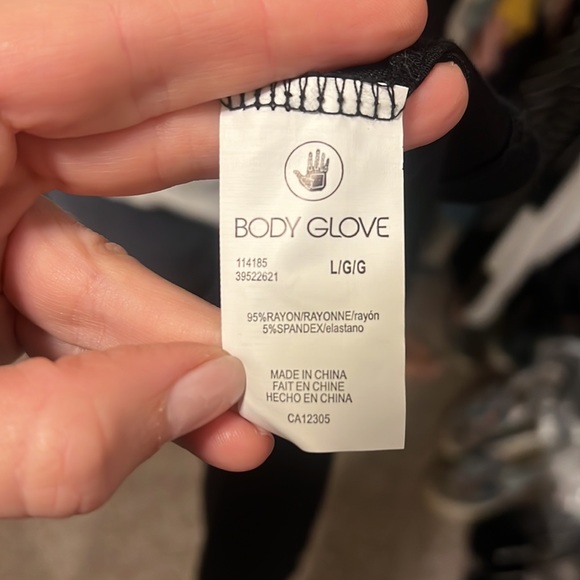 BODY GLOVE
114185
39522621
L/G/G
95%RAYON/RAYONNE/rayón
5%SPANDEX/elastano
MADE IN CHINA
FAIT EN CHINE
HECHO EN CHINA
CA12305